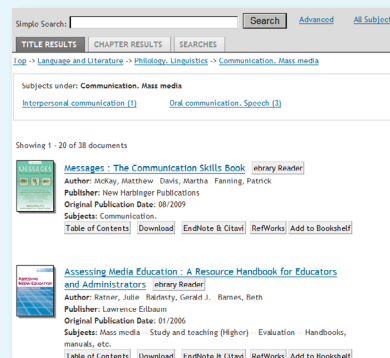 Simple Search: Search Advanced All Subject
TITLE RESULTS CHAPTER RESULTS SEARCHES
Top -> Language and Literature -> Philology. Linguistics -> Communication. Mass media
Subjects under: Communication. Mass media
Interpersonal communication (1) Oral communication. Speech (3)
Showing 1 - 20 of 38 documents
MESSAGES
Messages : The Communication Skills Book ebrary Reader
Author: McKay, Matthew Davis, Martha Fanning, Patrick
Publisher: New Harbinger Publications
Original Publication Date: 08/2009
Subjects: Communication.
Table of Contents Download EndNote & Citavi RefWorks Add to Bookshelf
ASSESSING
MEDIA EDUCATION
Assessing Media Education : A Resource Handbook for Educators
and Administrators ebrary Reader
Author: Ratner, Julie Baldasty, Gerald J. Barnes, Beth
Publisher: Lawrence Erlbaum
Original Publication Date: 01/2006
Subjects: Mass media -- Study and teaching (Higher) -- Evaluation -- Handbooks,
manuals, etc.
Table of Contents Download EndNote & Citavi RefWorks Add to Bookshelf